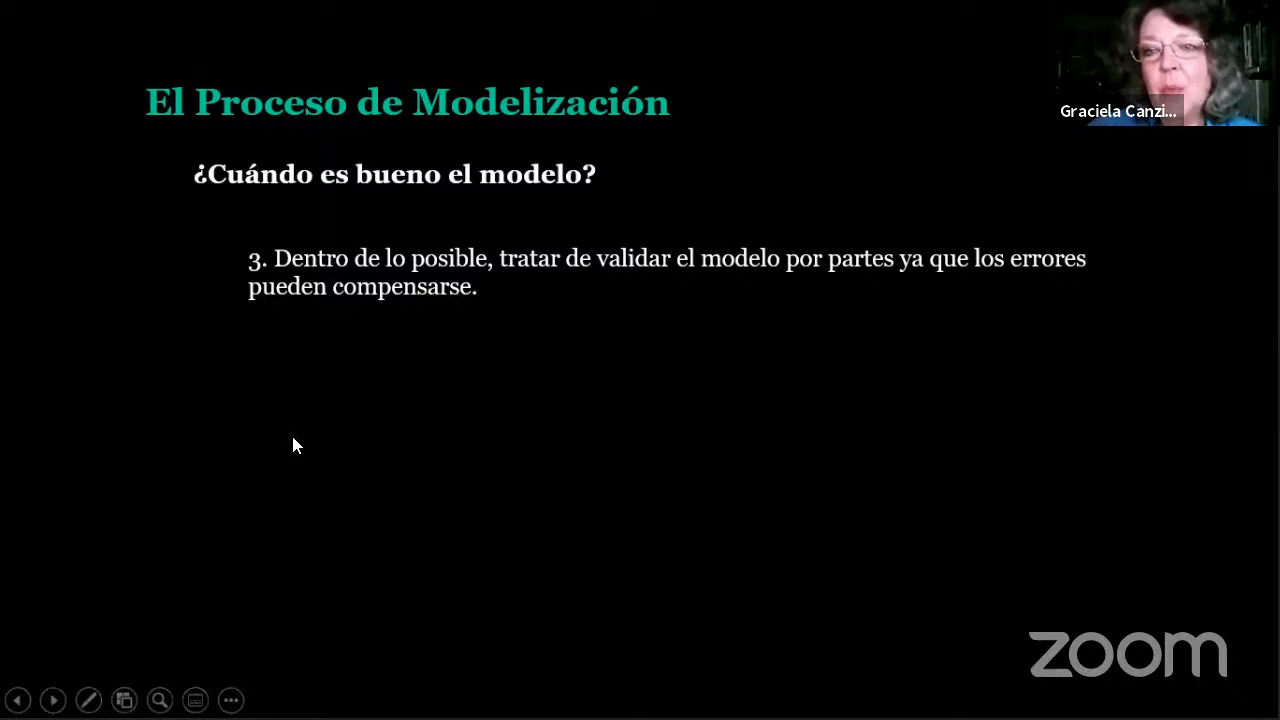 El Proceso de Modelización
Graciela Canzi...
¿Cuándo es bueno el modelo?
3. Dentro de lo posible, tratar de validar el modelo por partes ya que los errores
pueden compensarse.
zoom